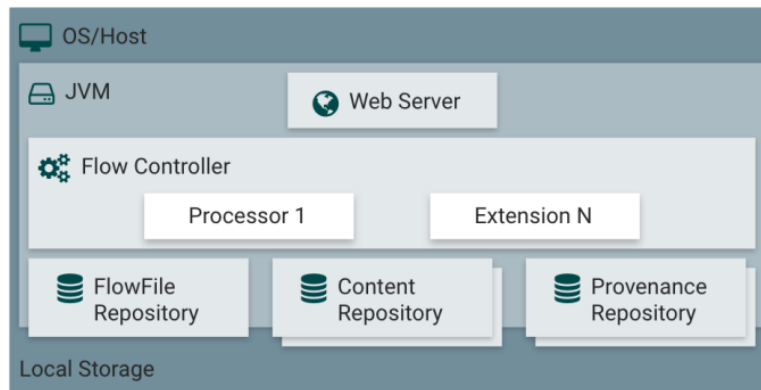 OS/Host
JVM
Web Server
Flow Controller
Processor 1
Extension N
FlowFile
Repository
Content
Repository
Provenance
Repository
Local Storage